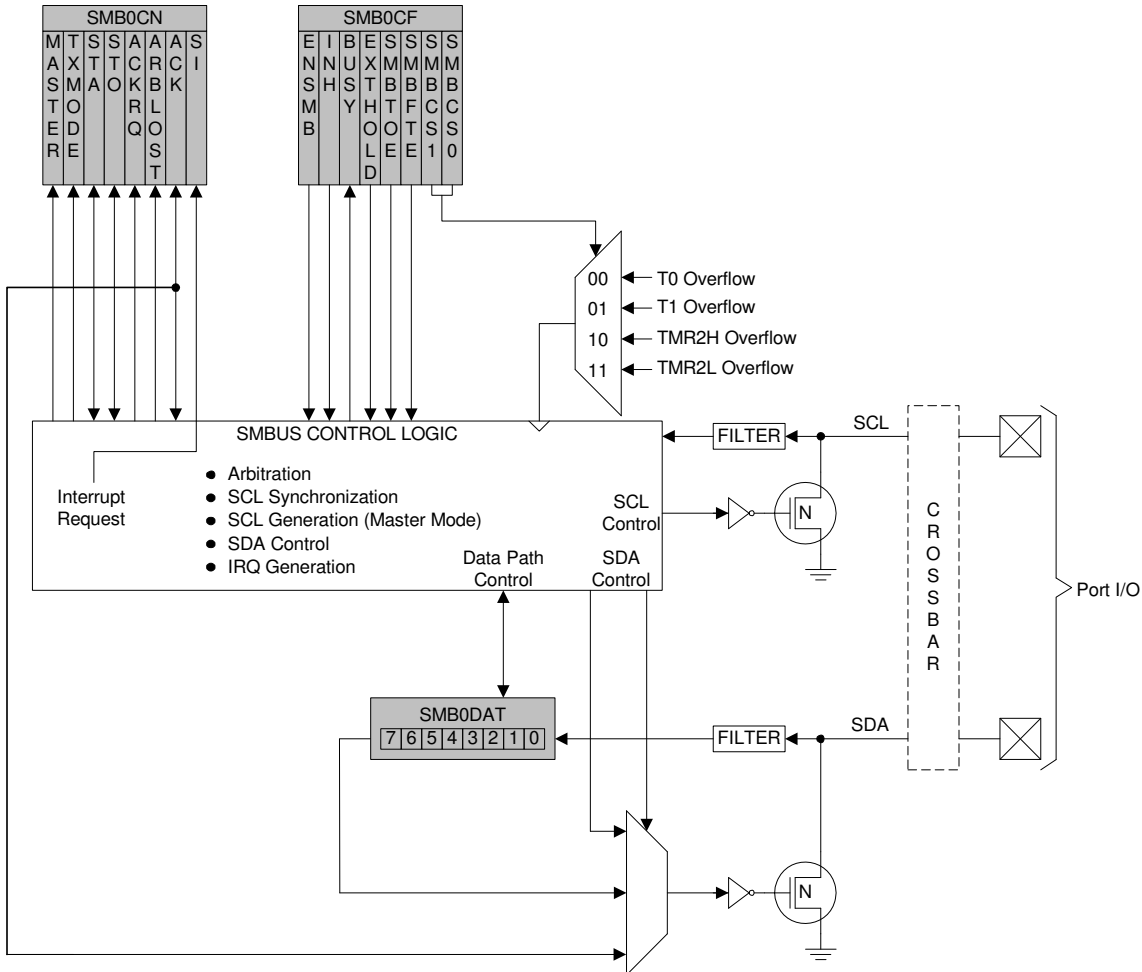 SMB0CN
MASTER
TXMODE
STA
STO
ACKRQ
ARBLOST
ACK
SI
SMB0CF
ENSMB
INH
BUSY
EXTHOLD
SMBTOE
SMBFTE
SMBCS1
SMBCS0
00 T0 Overflow
01 T1 Overflow
10 TMR2H Overflow
11 TMR2L Overflow
SMBUS CONTROL LOGIC
Interrupt
Request
● Arbitration
● SCL Synchronization
● SCL Generation (Master Mode)
● SDA Control
● IRQ Generation
SCL
Control
Data Path
Control
SDA
Control
FILTER
SCL
N
CROSSBAR
Port I/O
SMB0DAT
7 6 5 4 3 2 1 0
FILTER
SDA
N